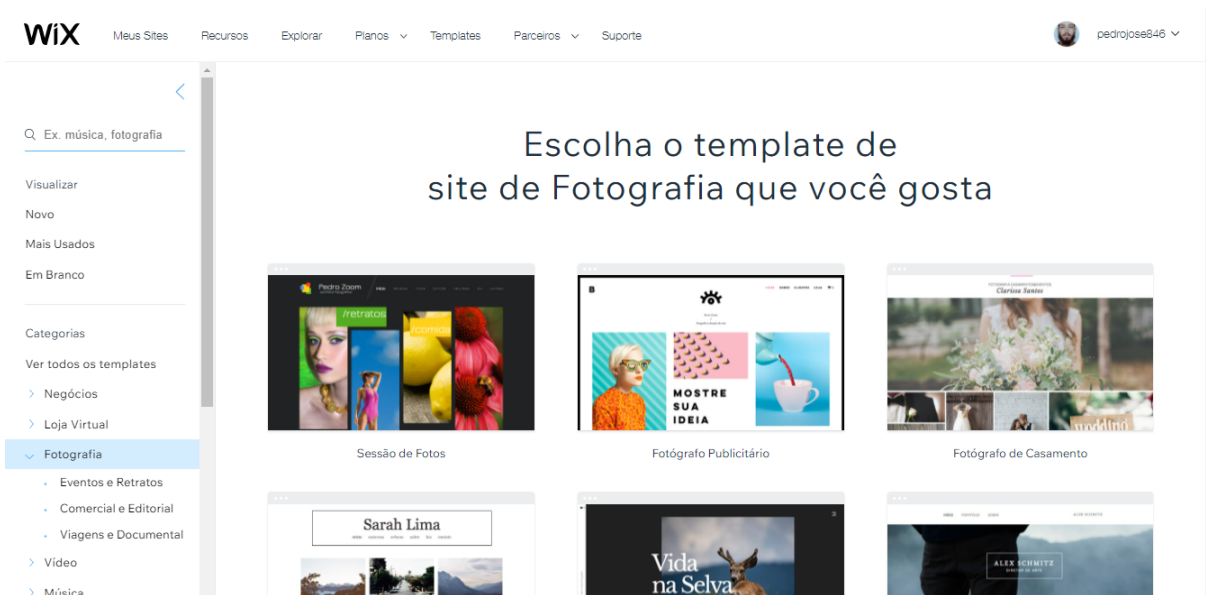 WiX
Meus Sites
Recursos
Explorar
Planos
Templates
Parceiros
Suporte
pedrojose846
Ex. música, fotografia
Visualizar
Novo
Mais Usados
Em Branco
Categorias
Ver todos os templates
Negócios
Loja Virtual
Fotografia
Eventos e Retratos
Comercial e Editorial
Viagens e Documental
Vídeo
Música
Escolha o template de
site de Fotografia que você gosta
Pedro Zoom
/retratos
/comida
Sessão de Fotos
B
MOSTRE
SUA
IDEIA
Fotógrafo Publicitário
Clarissa Santos
wedding
Fotógrafo de Casamento
Sarah Lima
Vida
na Selva
ALEX SCHMITZ